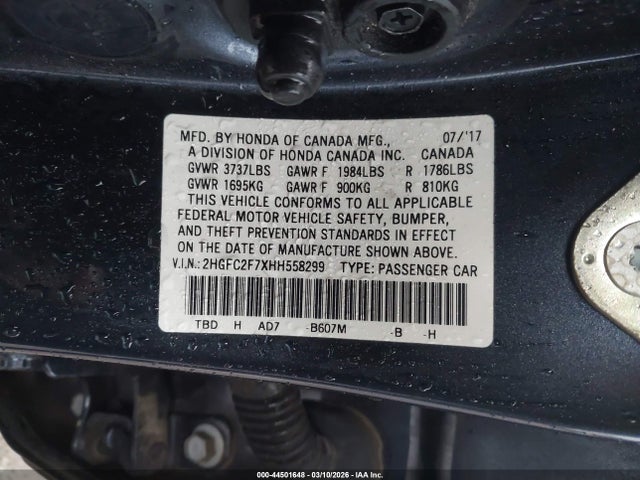 MFD. BY HONDA OF CANADA MFG., 07/'17
A DIVISION OF HONDA CANADA INC. CANADA
GVWR 3737LBS GAWR F 1984LBS R 1786LBS
GVWR 1695KG GAWR F 900KG R 810KG
THIS VEHICLE CONFORMS TO ALL APPLICABLE
FEDERAL MOTOR VEHICLE SAFETY, BUMPER,
AND THEFT PREVENTION STANDARDS IN EFFECT
ON THE DATE OF MANUFACTURE SHOWN ABOVE.
V.I.N.: 2HGFC2F7XHH558299 TYPE: PASSENGER CAR
TBD H AD7 -B607M -B -H
000-44501648 - 03/10/2026 - IAA Inc.